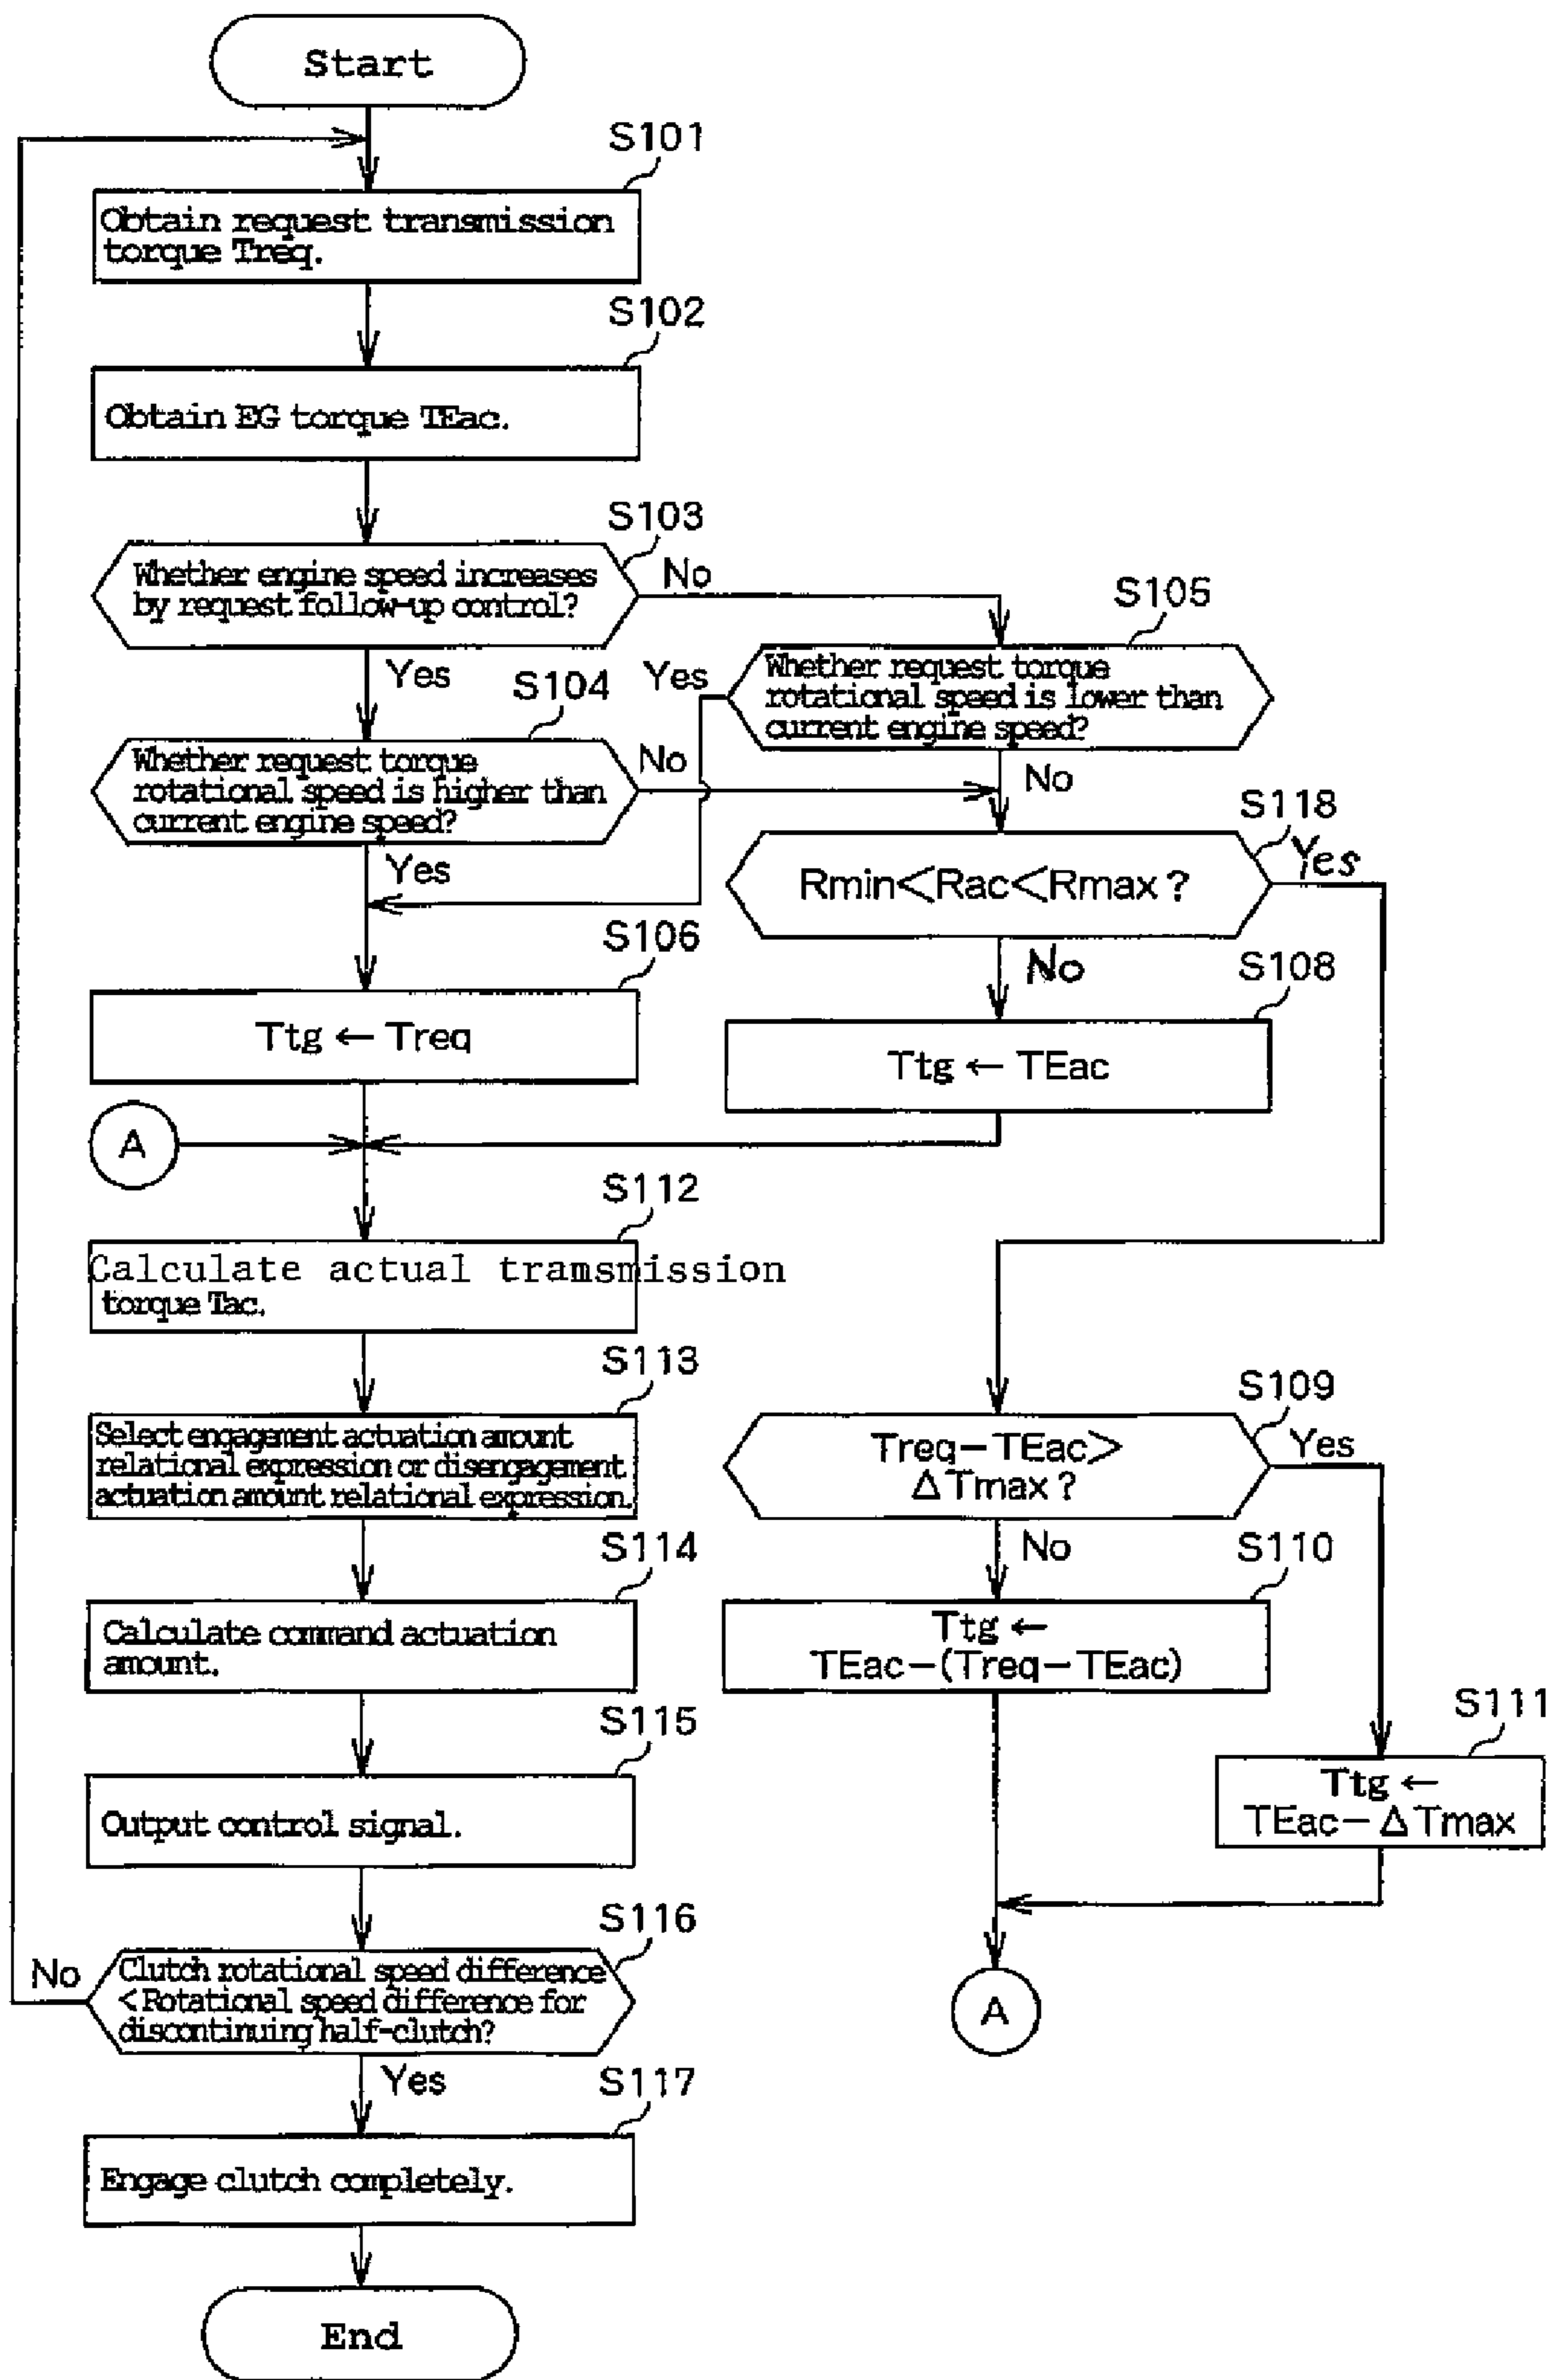 Start
S101
Obtain request transmission
torque Treq.
S102
Obtain EG torque TEac.
S103
Whether engine speed increases
by request follow-up control?
No
Yes
S105
Whether request torque
rotational speed is lower than
current engine speed?
Yes
No
S104
Whether request torque
rotational speed is higher than
current engine speed?
No
Yes
S118
Rmin<Rac<Rmax?
Yes
No
S106
Ttg ← Treq
S108
Ttg ← TEac
A
S112
Calculate actual tramsmission
torque Tac.
S113
Select engagement actuation amount
relational expression or disengagement
actuation amount relational expression.
S109
Treq-TEac>
ΔTmax?
Yes
No
S114
Calculate command actuation
amount.
S110
Ttg ←
TEac-(Treq-TEac)
S115
Output control signal.
S111
Ttg ←
TEac-ΔTmax
S116
Clutch rotational speed difference
<Rotational speed difference for
discontinuing half-clutch?
No
Yes
A
S117
Engage clutch completely.
End